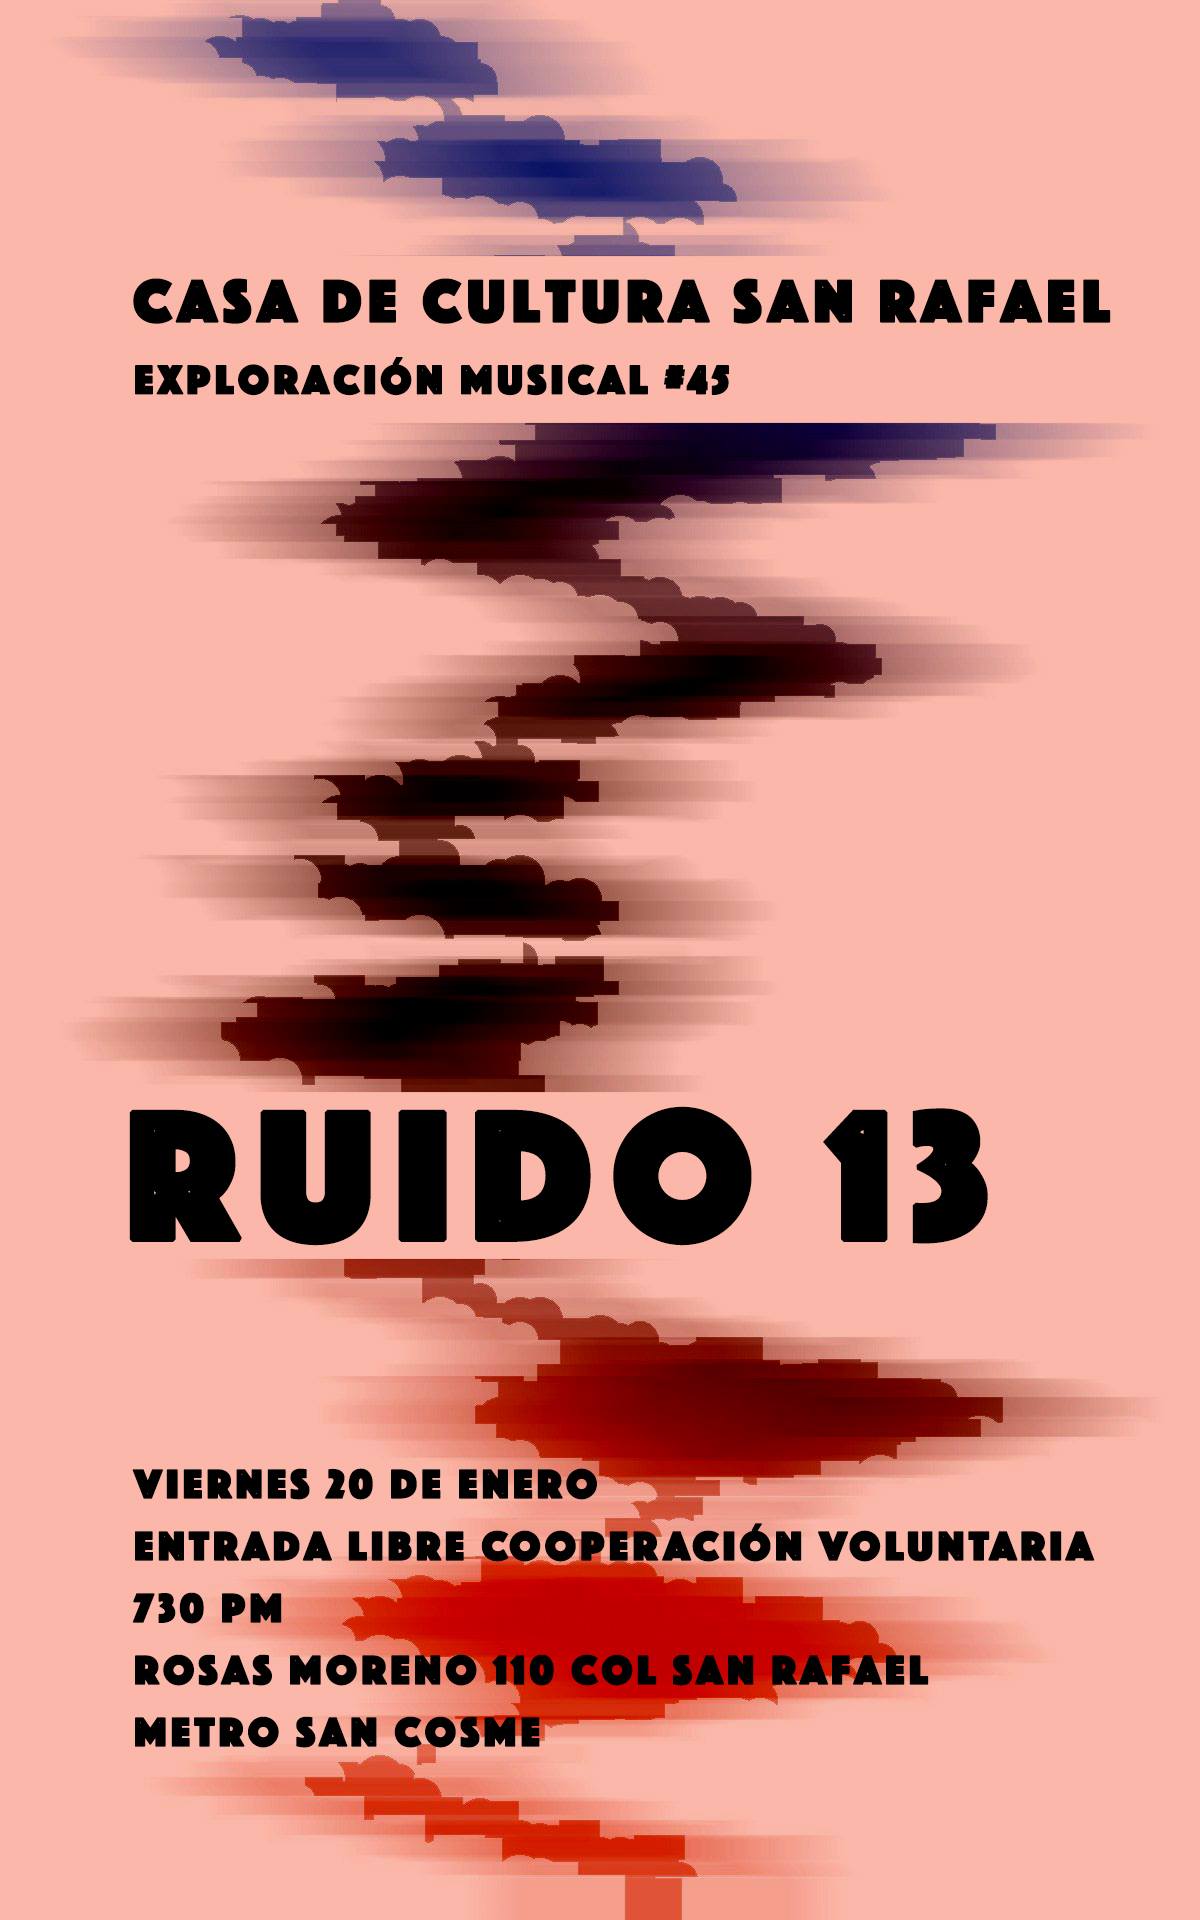 CASA DE CULTURA SAN RAFAEL
EXPLORACIÓN MUSICAL #45
RUIDO 13
VIERNES 20 DE ENERO
ENTRADA LIBRE COOPERACIÓN VOLUNTARIA
730 PM
ROSAS MORENO 110 COL SAN RAFAEL
METRO SAN COSME